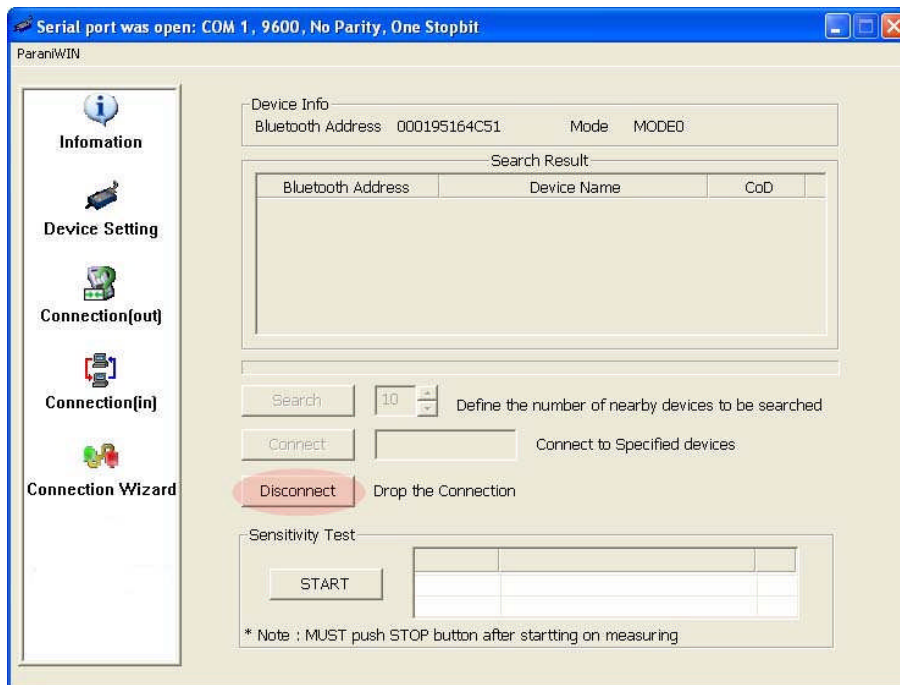 Serial port was open: COM 1, 9600, No Parity, One Stopbit
ParaniWIN
Infomation
Device Setting
Connection(out)
Connection(in)
Connection Wizard
Device Info
Bluetooth Address 000195164C51 Mode MODE0
Search Result
Bluetooth Address Device Name CoD
Search 10 Define the number of nearby devices to be searched
Connect Connect to Specified devices
Disconnect Drop the Connection
Sensitivity Test
START
* Note : MUST push STOP button after startting on measuring